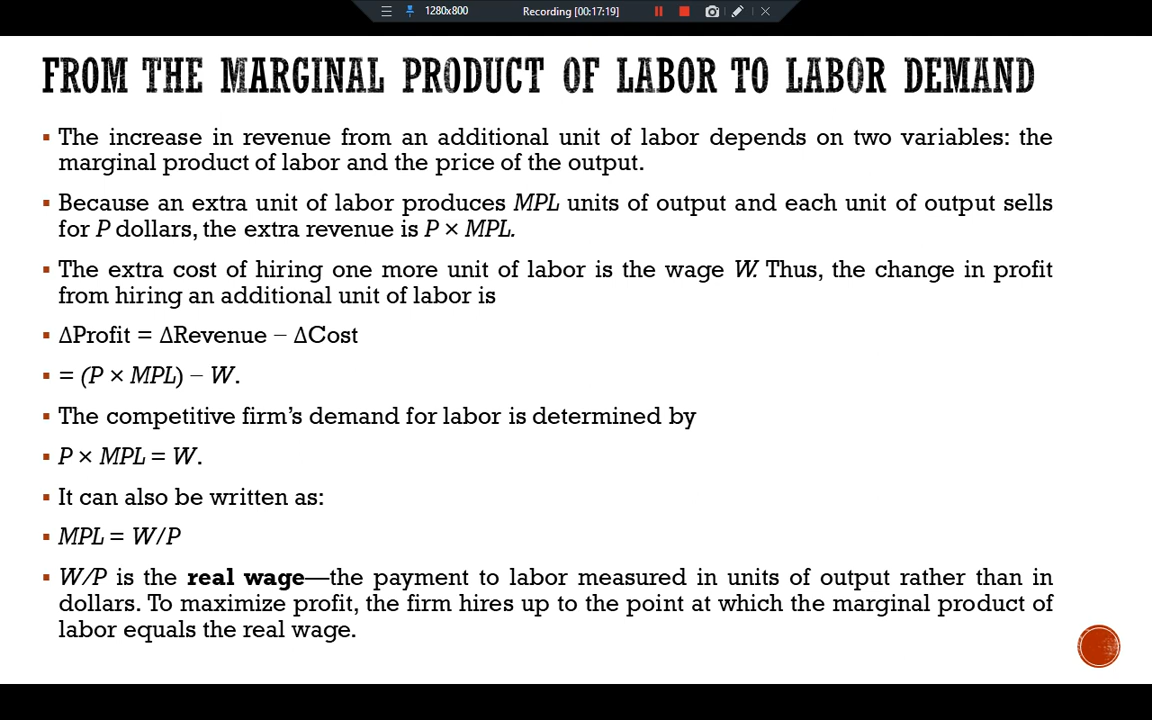 1280x800
Recording [00:17:19]
FROM THE MARGINAL PRODUCT OF LABOR TO LABOR DEMAND
▪ The increase in revenue from an additional unit of labor depends on two variables: the
marginal product of labor and the price of the output.
▪ Because an extra unit of labor produces MPL units of output and each unit of output sells
for P dollars, the extra revenue is P × MPL.
▪ The extra cost of hiring one more unit of labor is the wage W. Thus, the change in profit
from hiring an additional unit of labor is
▪ ΔProfit = ΔRevenue − ΔCost
▪ = (P × MPL) − W.
▪ The competitive firm’s demand for labor is determined by
▪ P × MPL = W.
▪ It can also be written as:
▪ MPL = W/P
▪ W/P is the real wage—the payment to labor measured in units of output rather than in
dollars. To maximize profit, the firm hires up to the point at which the marginal product of
labor equals the real wage.